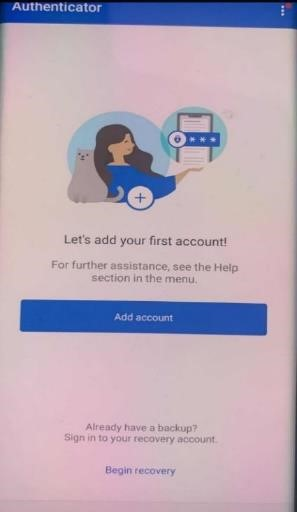 Authenticator
* * *
Let's add your first account!
For further assistance, see the Help
section in the menu.
Add account
Already have a backup?
Sign in to your recovery account.
Begin recovery